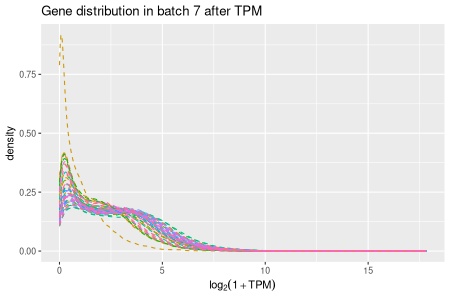 Gene distribution in batch 7 after TPM
density
0.75
0.50
0.25
0.00
0
5
10
15
log₂(1 + TPM)